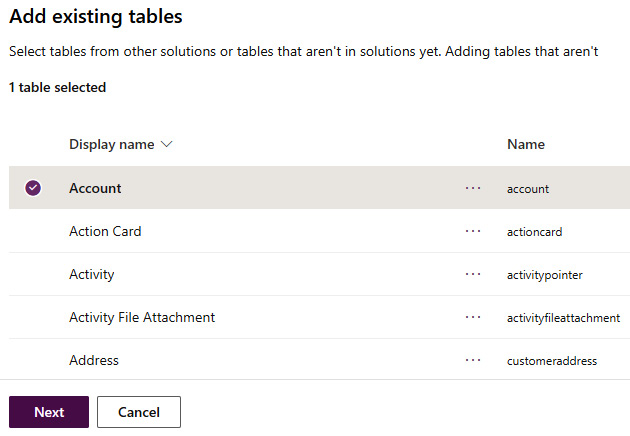 Add existing tables
Select tables from other solutions or tables that aren't in solutions yet. Adding tables that aren't
1 table selected
Display name Name
Account ··· account
Action Card ··· actioncard
Activity ··· activitypointer
Activity File Attachment ··· activityfileattachment
Address ··· customeraddress
Next Cancel